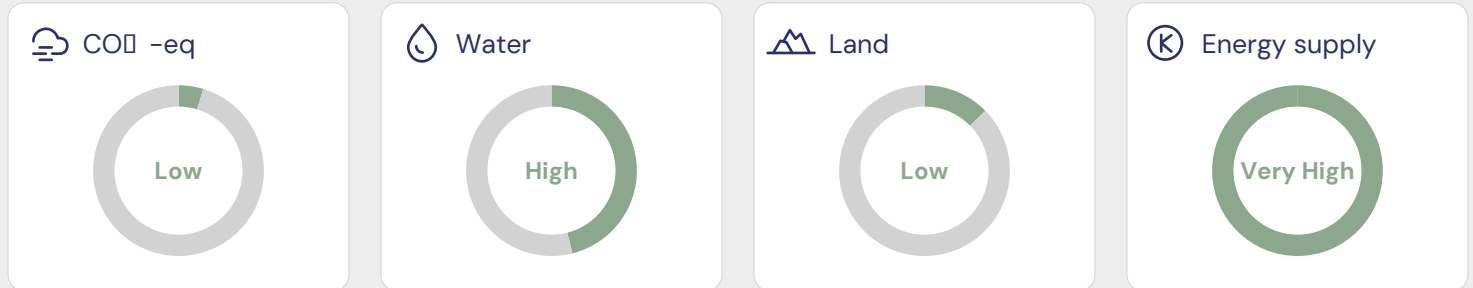 CO▯ -eq
Low
Water
High
Land
Low
Energy supply
Very High